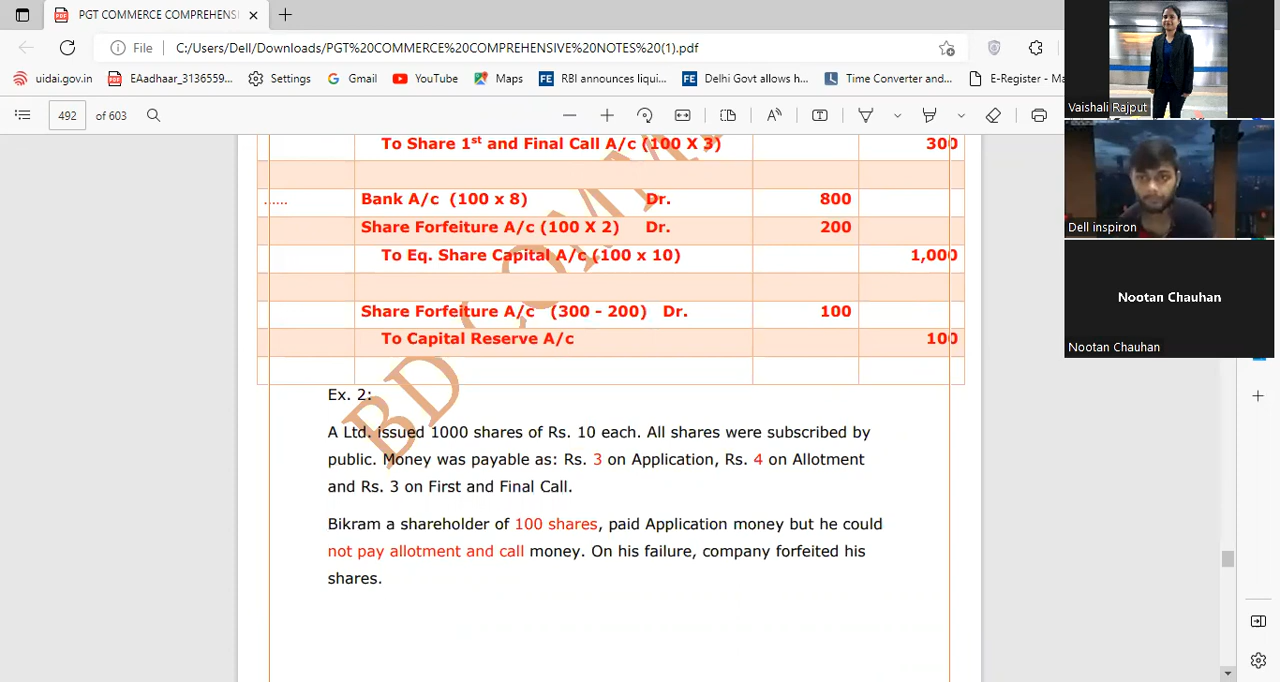 PGT COMMERCE COMPREHENSI
File
C:/Users/Dell/Downloads/PGT%20COMMERCE%20COMPREHENSIVE%20NOTES%20(1).pdf
uidai.gov.in
EAadhaar_3136559...
Settings
Gmail
YouTube
Maps
FE RBI announces liqui...
FE Delhi Govt allows h...
Time Converter and...
E-Register - Ma
492 of 603
To Share 1st and Final Call A/c (100 X 3) 300
...... Bank A/c (100 x 8) Dr. 800
Share Forfeiture A/c (100 X 2) Dr. 200
To Eq. Share Capital A/c (100 x 10) 1,000
Share Forfeiture A/c (300 - 200) Dr. 100
To Capital Reserve A/c 100
Ex. 2:
A Ltd. issued 1000 shares of Rs. 10 each. All shares were subscribed by
public. Money was payable as: Rs. 3 on Application, Rs. 4 on Allotment
and Rs. 3 on First and Final Call.
Bikram a shareholder of 100 shares, paid Application money but he could
not pay allotment and call money. On his failure, company forfeited his
shares.
BD COMM
Vaishali Rajput
Dell inspiron
Nootan Chauhan
Nootan Chauhan